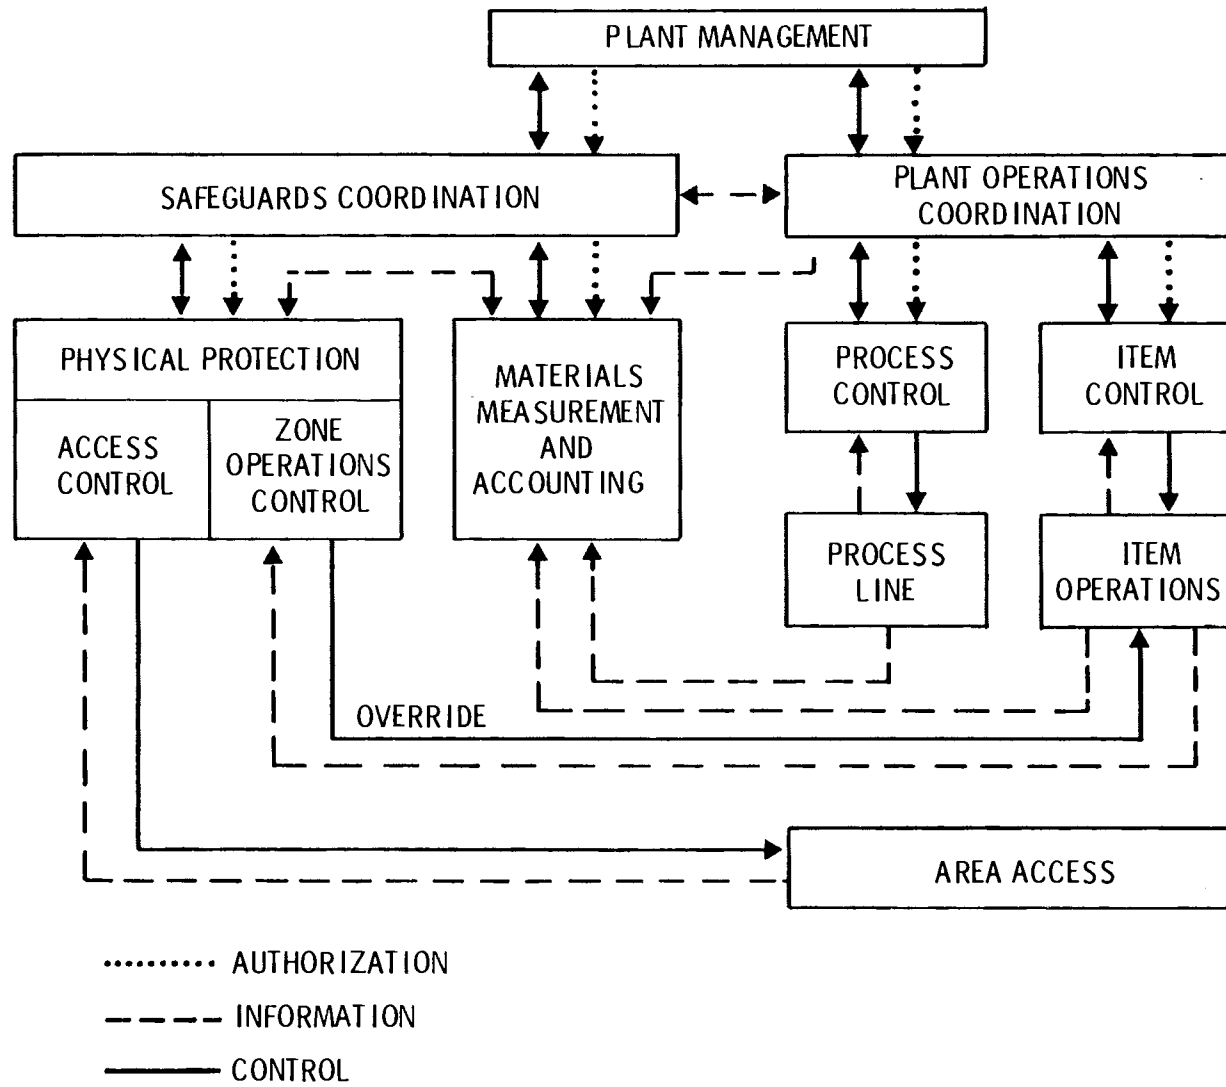 PLANT MANAGEMENT
SAFEGUARDS COORDINATION
PLANT OPERATIONS
COORDINATION
PHYSICAL PROTECTION
ACCESS
CONTROL
ZONE
OPERATIONS
CONTROL
MATERIALS
MEASUREMENT
AND
ACCOUNTING
PROCESS
CONTROL
ITEM
CONTROL
PROCESS
LINE
ITEM
OPERATIONS
OVERRIDE
AREA ACCESS
AUTHORIZATION
INFORMATION
CONTROL